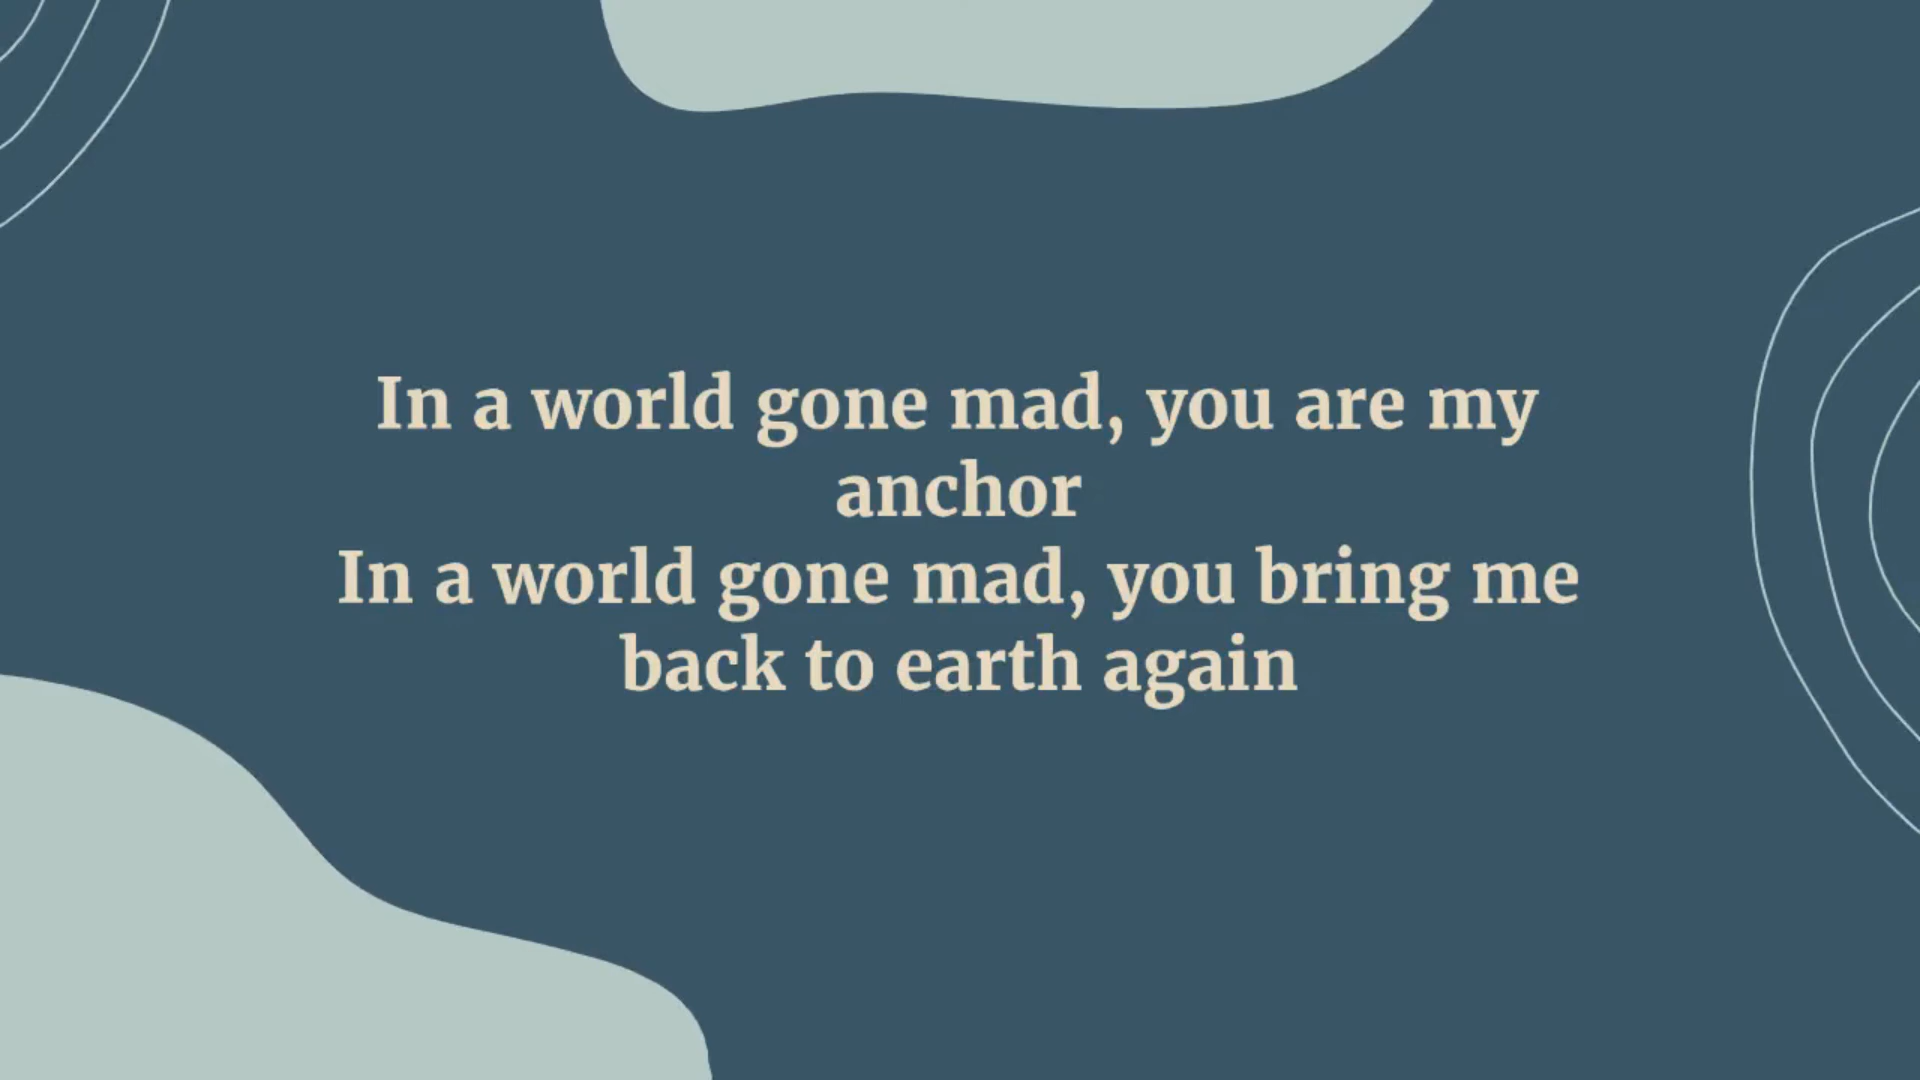 In a world gone mad, you are my
anchor
In a world gone mad, you bring me
back to earth again